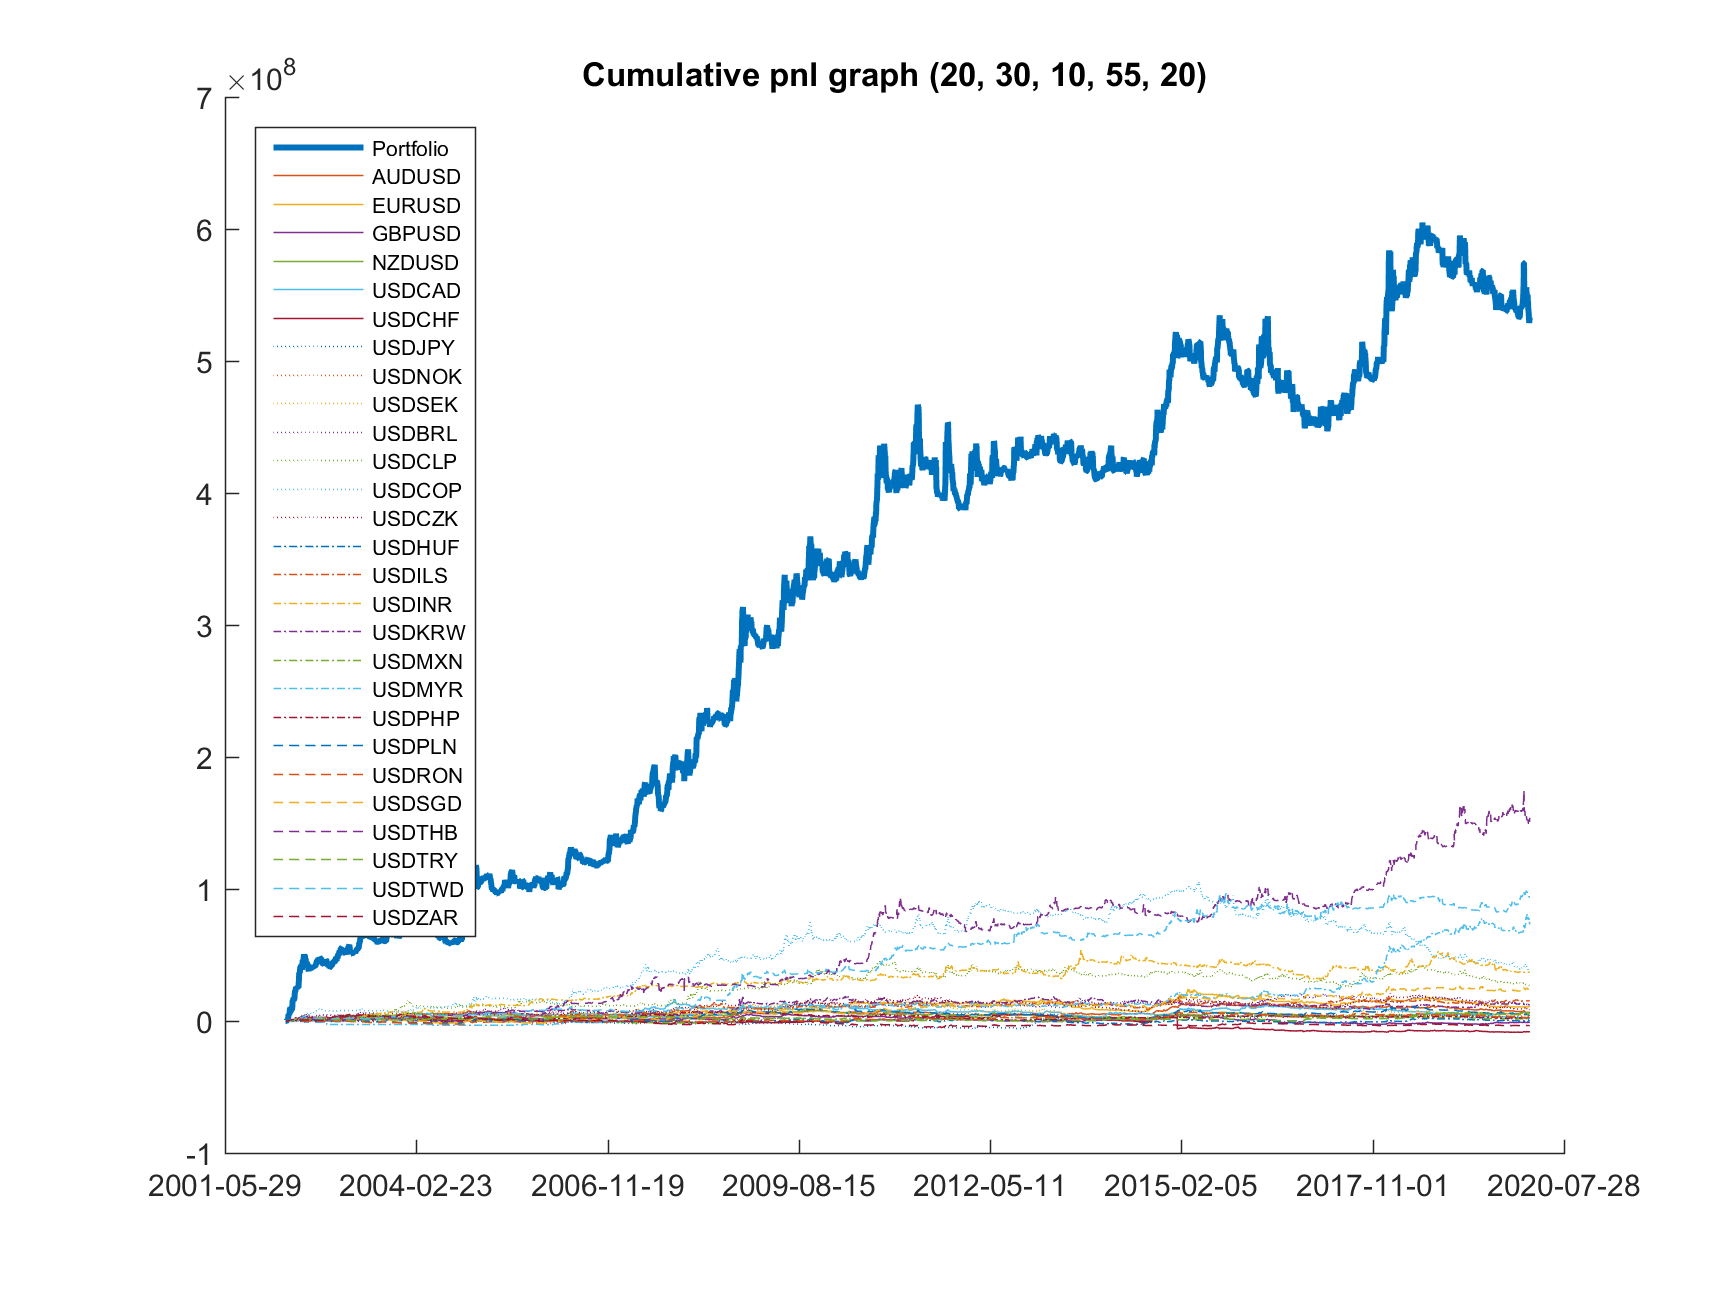 Cumulative pnl graph (20, 30, 10, 55, 20)
×10^8
7
6
5
4
3
2
1
0
-1
Portfolio
AUDUSD
EURUSD
GBPUSD
NZDUSD
USDCAD
USDCHF
USDJPY
USDNOK
USDSEK
USDBRL
USDCLP
USDCOP
USDCZK
USDHUF
USDILS
USDINR
USDKRW
USDMXN
USDMYR
USDPHP
USDPLN
USDRON
USDSGD
USDTHB
USDTRY
USDTWD
USDZAR
2001-05-29 2004-02-23 2006-11-19 2009-08-15 2012-05-11 2015-02-05 2017-11-01 2020-07-28